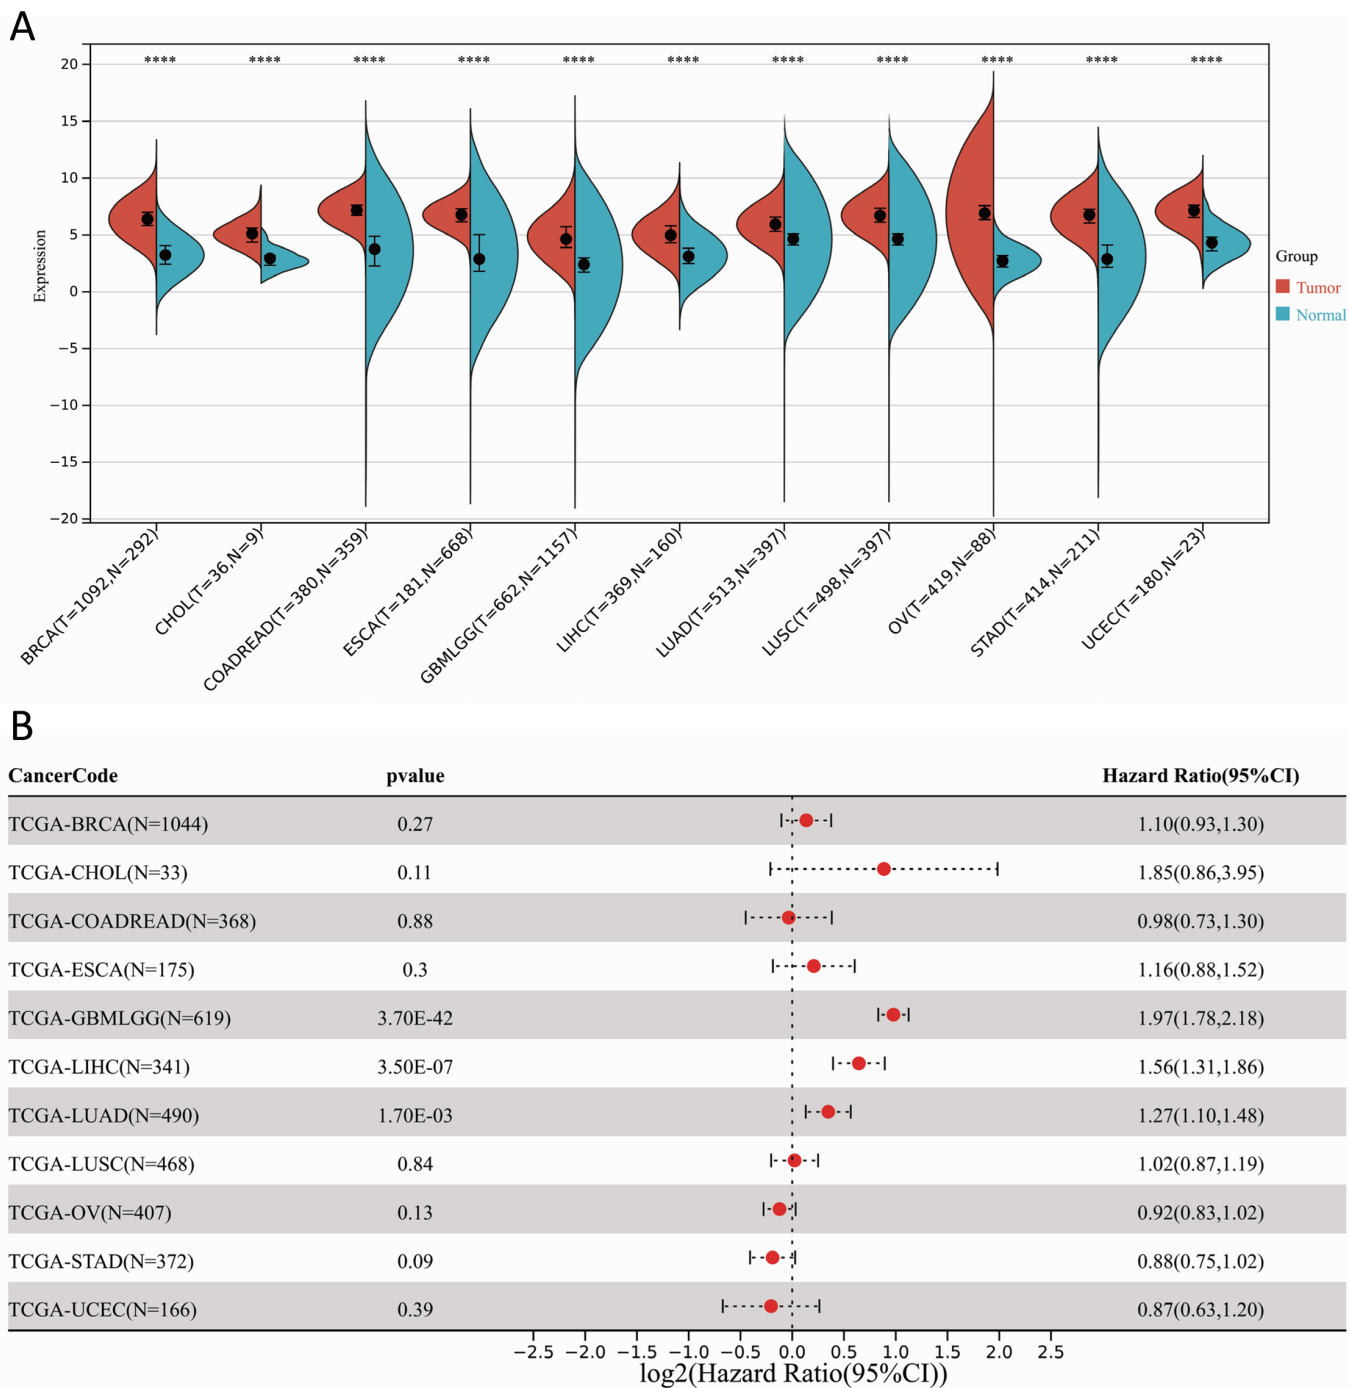 A
**** **** **** **** **** **** **** **** **** **** ****
20
15
10
5
0
−5
−10
−15
−20
Expression
Group
Tumor
Normal
BRCA(T=1092,N=292)
CHOL(T=36,N=9)
COADREAD(T=380,N=359)
ESCA(T=181,N=668)
GBMLGG(T=662,N=1157)
LIHC(T=369,N=160)
LUAD(T=513,N=397)
LUSC(T=498,N=397)
OV(T=419,N=88)
STAD(T=414,N=211)
UCEC(T=180,N=23)
B
CancerCode pvalue Hazard Ratio(95%CI)
TCGA-BRCA(N=1044) 0.27 1.10(0.93,1.30)
TCGA-CHOL(N=33) 0.11 1.85(0.86,3.95)
TCGA-COADREAD(N=368) 0.88 0.98(0.73,1.30)
TCGA-ESCA(N=175) 0.3 1.16(0.88,1.52)
TCGA-GBMLGG(N=619) 3.70E-42 1.97(1.78,2.18)
TCGA-LIHC(N=341) 3.50E-07 1.56(1.31,1.86)
TCGA-LUAD(N=490) 1.70E-03 1.27(1.10,1.48)
TCGA-LUSC(N=468) 0.84 1.02(0.87,1.19)
TCGA-OV(N=407) 0.13 0.92(0.83,1.02)
TCGA-STAD(N=372) 0.09 0.88(0.75,1.02)
TCGA-UCEC(N=166) 0.39 0.87(0.63,1.20)
−2.5 −2.0 −1.5 −1.0 −0.5 0.0 0.5 1.0 1.5 2.0 2.5
log2(Hazard Ratio(95%CI))